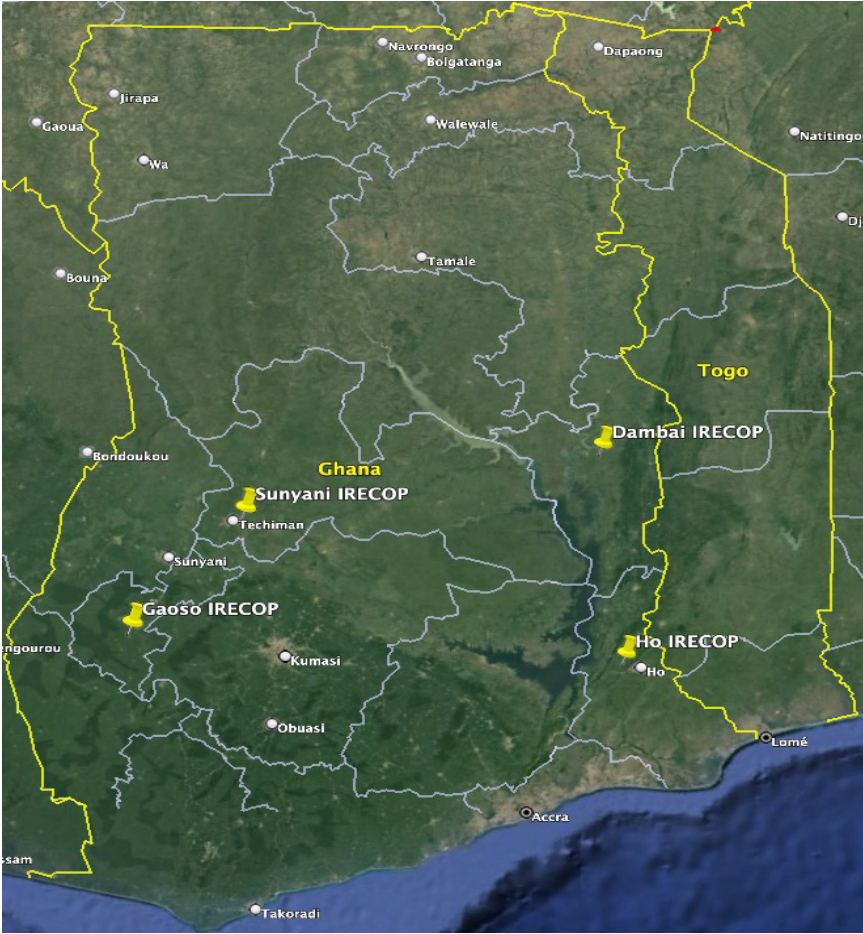 Navrongo
Bolgatanga
Dapaong
Jirapa
Gaoua
Walewale
Natitingo
Wa
Dj
Tamale
Bouna
Togo
Dambai IRECOP
Bondoukou
Ghana
Sunyani IRECOP
Techiman
Sunyani
Gaoso IRECOP
engourou
Ho IRECOP
Kumasi
Ho
Obuasi
Lomé
Accra
ssam
Takoradi